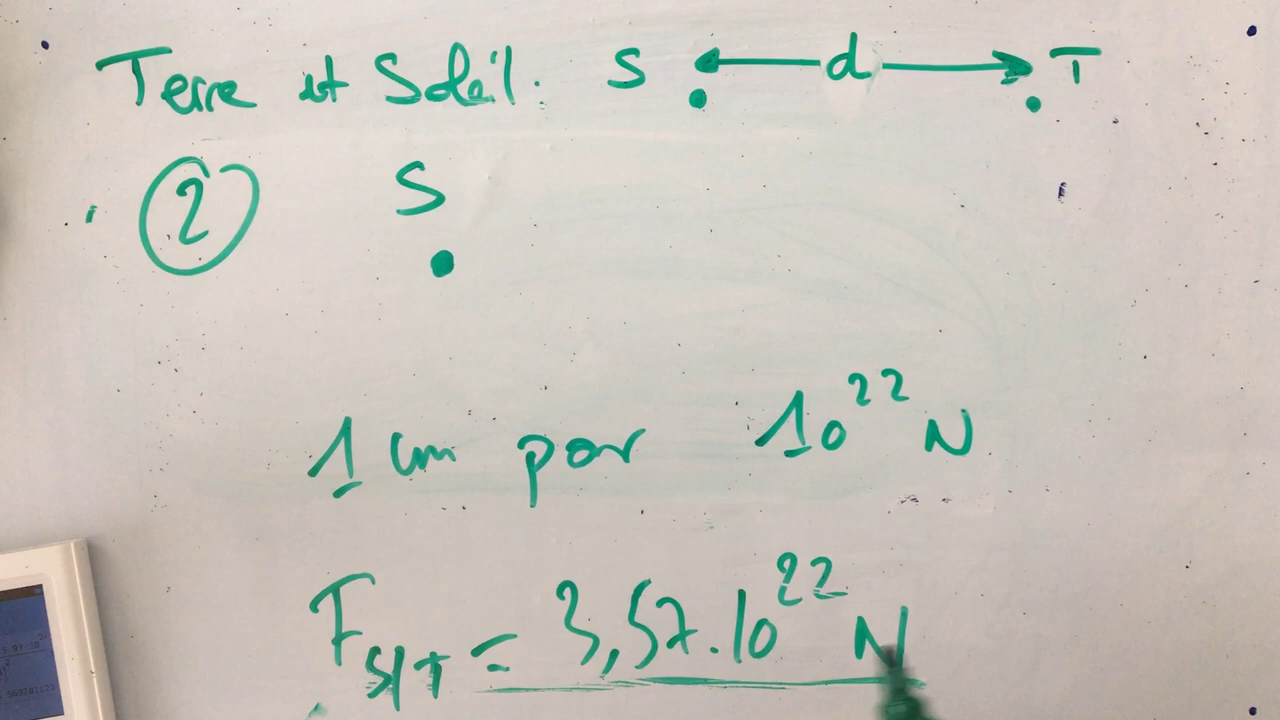 Terre et Soleil: S d T
2 S
1 cm pour 10²² N
F S/T = 3,57.10²² N